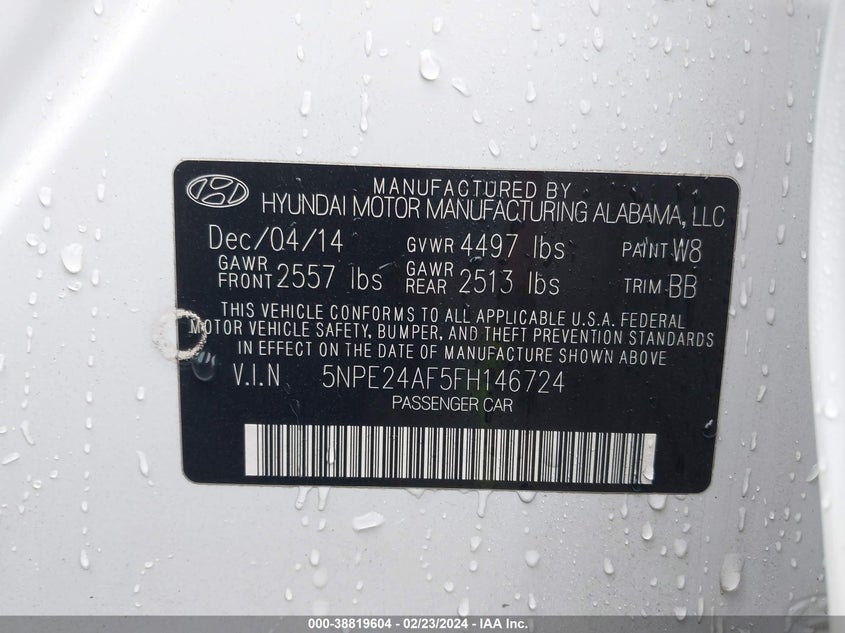 MANUFACTURED BY
HYUNDAI MOTOR MANUFACTURING ALABAMA, LLC
Dec/04/14 GVWR 4497 lbs PAINT W8
GAWR FRONT 2557 lbs GAWR REAR 2513 lbs TRIM BB
THIS VEHICLE CONFORMS TO ALL APPLICABLE U.S.A. FEDERAL
MOTOR VEHICLE SAFETY, BUMPER, AND THEFT PREVENTION STANDARDS
IN EFFECT ON THE DATE OF MANUFACTURE SHOWN ABOVE
V.I.N 5NPE24AF5FH146724
PASSENGER CAR
000-38819604 - 02/23/2024 - IAA Inc.